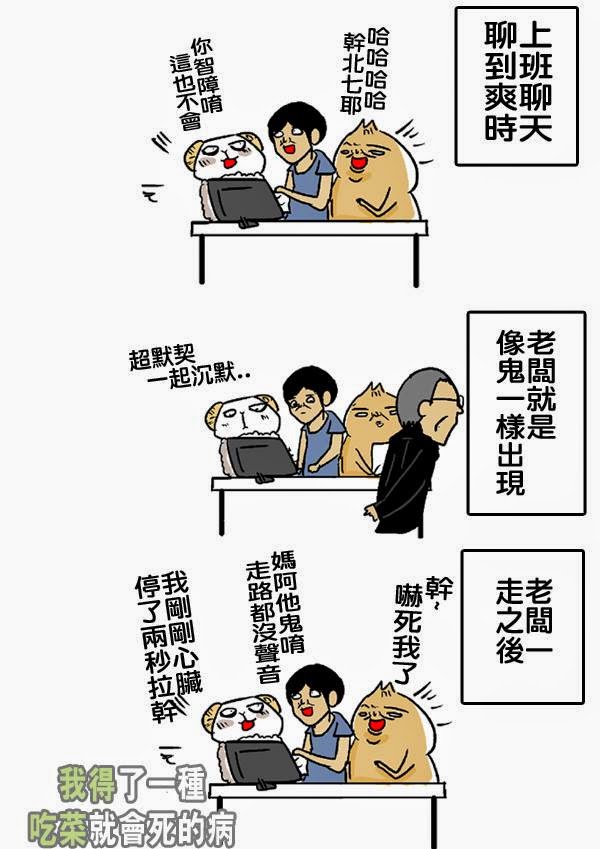 上班聊天
聊到爽時
哈哈哈哈
幹北七耶
你智障唷
這也不會
老闆就是
像鬼一樣出現
超默契
一起沉默..
老闆一
走之後
幹~
嚇死我了
媽阿他鬼唷
走路都沒聲音
我剛剛心臟
停了兩秒拉幹
我得了一種
吃菜就會死的病